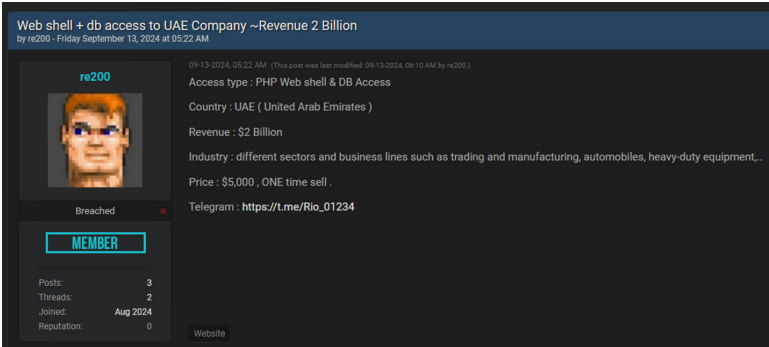 Web shell + db access to UAE Company ~Revenue 2 Billion
by re200 - Friday September 13, 2024 at 05:22 AM
re200
Breached
MEMBER
Posts: 3
Threads: 2
Joined: Aug 2024
Reputation: 0
09-13-2024, 05:22 AM (This post was last modified: 09-13-2024, 06:10 AM by re200.)
Access type : PHP Web shell & DB Access
Country : UAE ( United Arab Emirates )
Revenue : $2 Billion
Industry : different sectors and business lines such as trading and manufacturing, automobiles, heavy-duty equipment,..
Price : $5,000 , ONE time sell .
Telegram : https://t.me/Rio_01234
Website